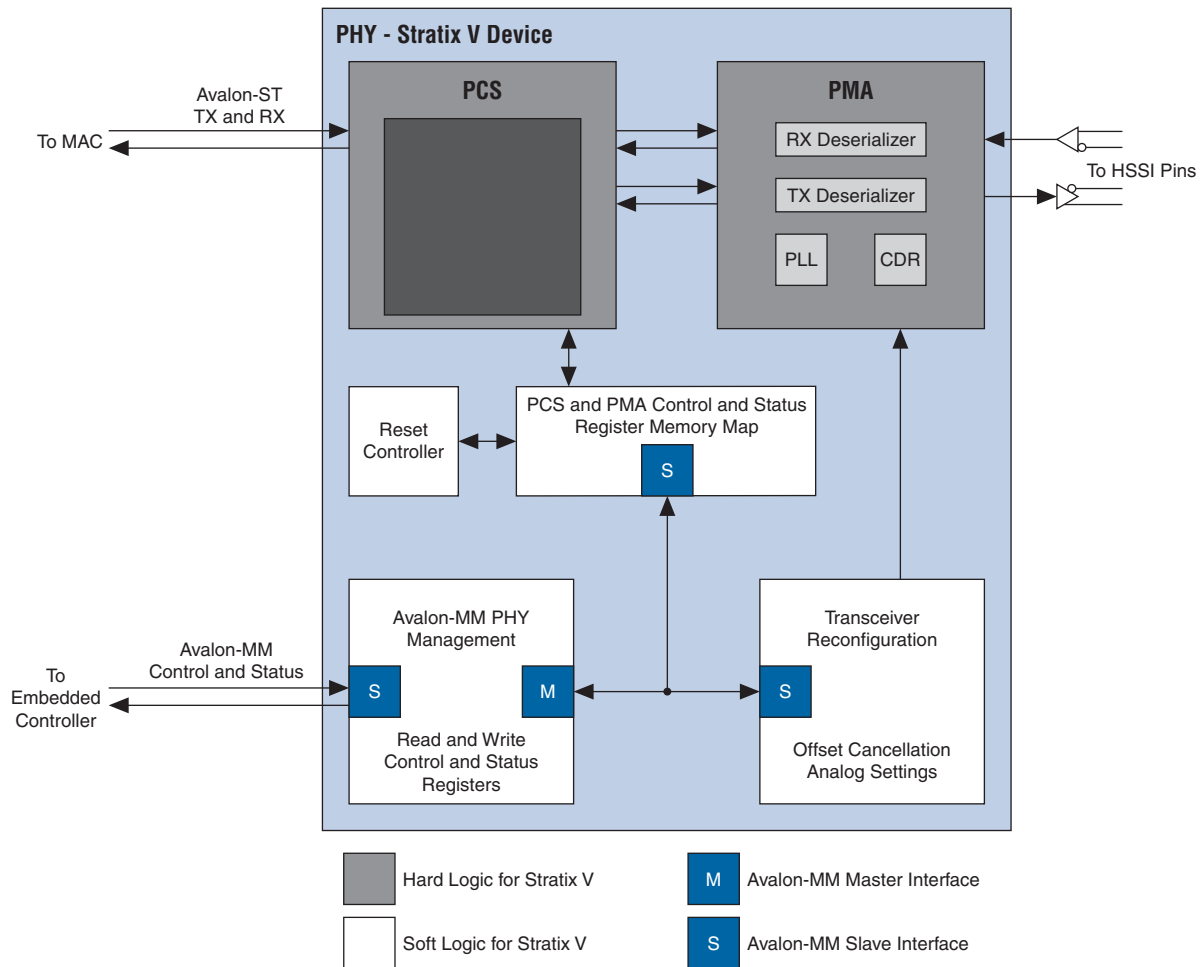 PHY - Stratix V Device
PCS
PMA
Avalon-ST
TX and RX
To MAC
RX Deserializer
TX Deserializer
PLL
CDR
To HSSI Pins
Reset
Controller
PCS and PMA Control and Status
Register Memory Map
S
Avalon-MM PHY
Management
Transceiver
Reconfiguration
Avalon-MM
Control and Status
To
Embedded
Controller
S
M
S
Read and Write
Control and Status
Registers
Offset Cancellation
Analog Settings
Hard Logic for Stratix V
M
Avalon-MM Master Interface
Soft Logic for Stratix V
S
Avalon-MM Slave Interface